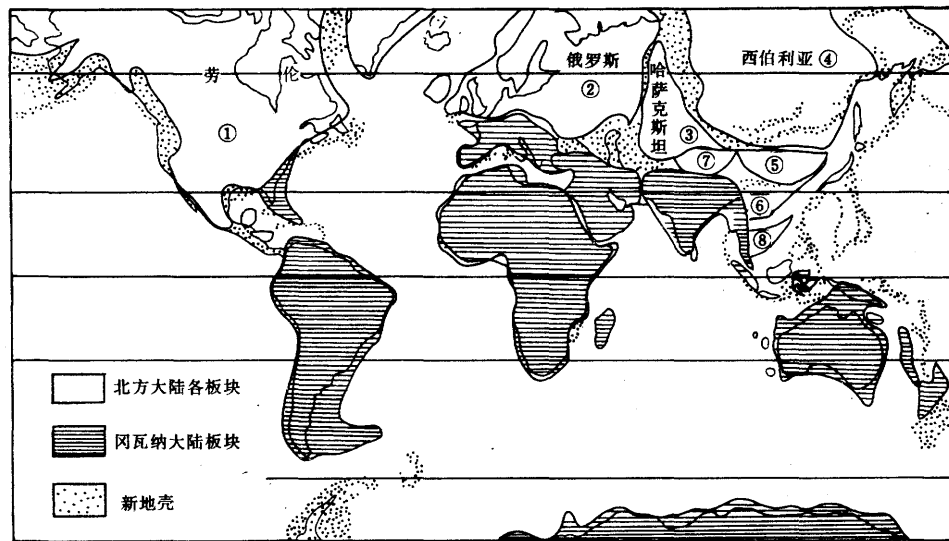 俄罗斯
②
西伯利亚④
劳 伦
①
哈萨克斯坦
③
⑦
⑤
⑥
⑧
北方大陆各板块
冈瓦纳大陆板块
新地壳